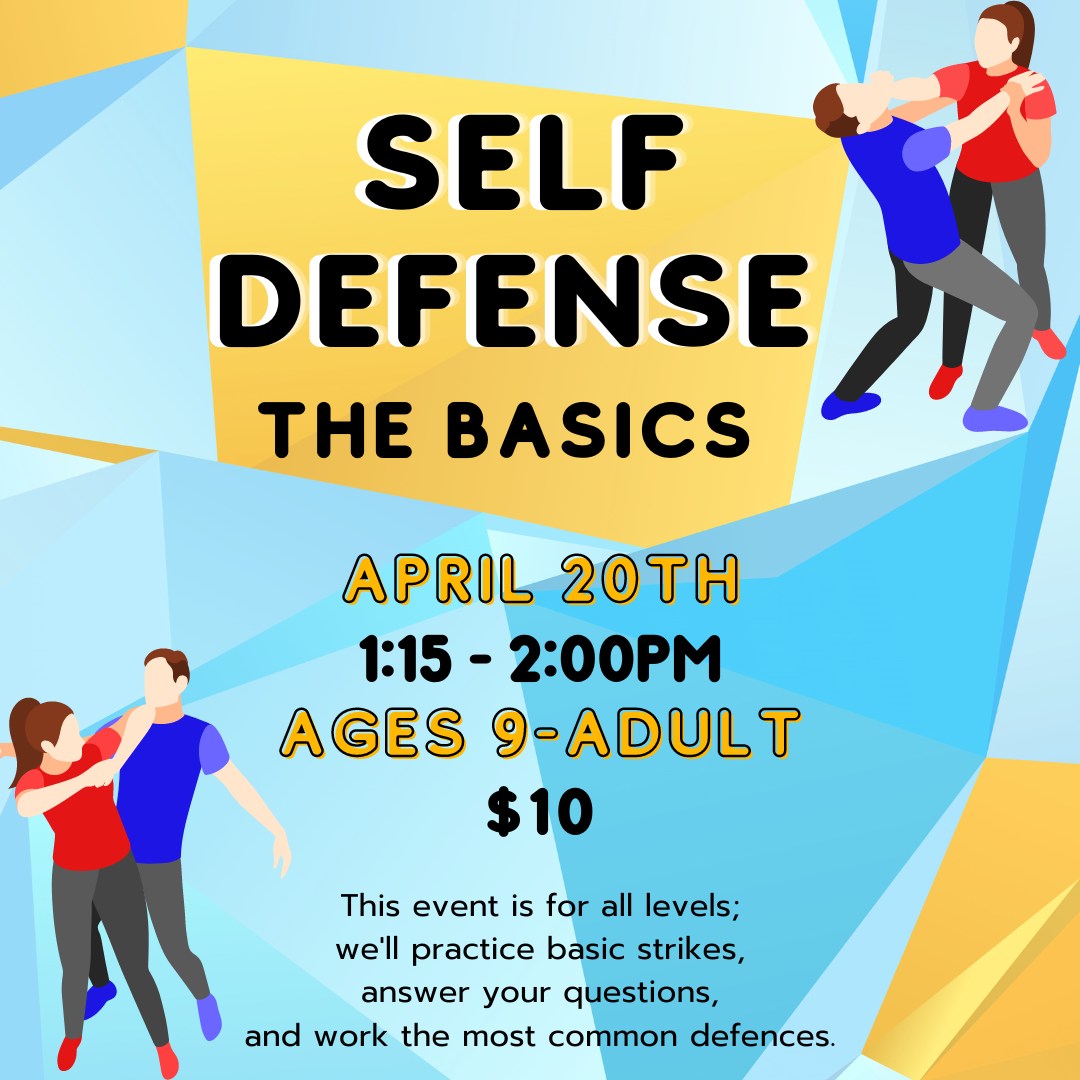 SELF
DEFENSE
THE BASICS
APRIL 20TH
1:15 - 2:00PM
AGES 9-ADULT
$10
This event is for all levels;
we'll practice basic strikes,
answer your questions,
and work the most common defences.